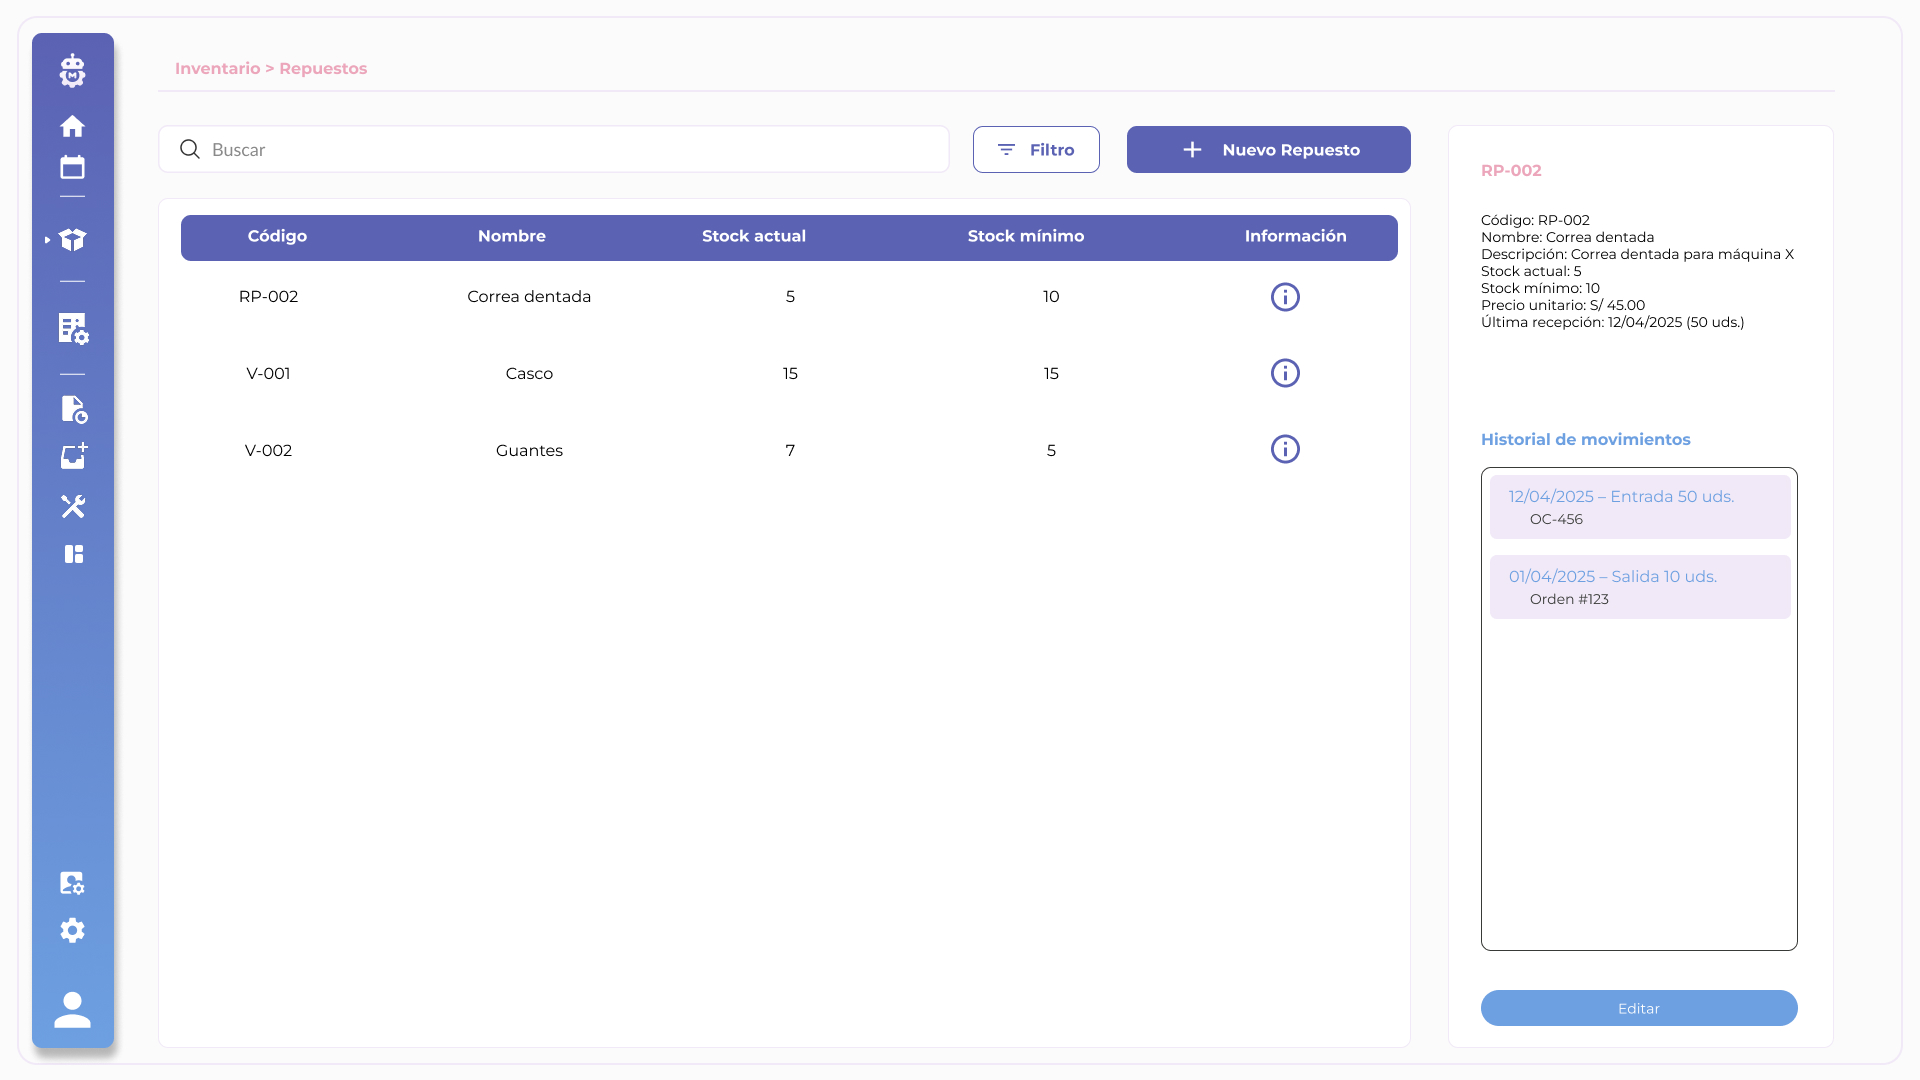 Inventario > Repuestos
Buscar
Filtro
Nuevo Repuesto
Código Nombre Stock actual Stock mínimo Información
RP-002 Correa dentada 5 10
V-001 Casco 15 15
V-002 Guantes 7 5
RP-002
Código: RP-002
Nombre: Correa dentada
Descripción: Correa dentada para máquina X
Stock actual: 5
Stock mínimo: 10
Precio unitario: S/ 45.00
Última recepción: 12/04/2025 (50 uds.)
Historial de movimientos
12/04/2025 – Entrada 50 uds.
OC-456
01/04/2025 – Salida 10 uds.
Orden #123
Editar